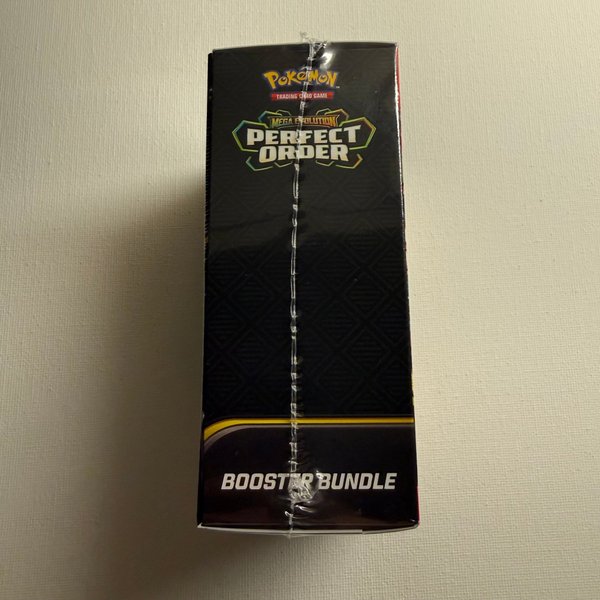 POKéMON
TRADING CARD GAME
MEGA EVOLUTION
PERFECT
ORDER
BOOSTER BUNDLE